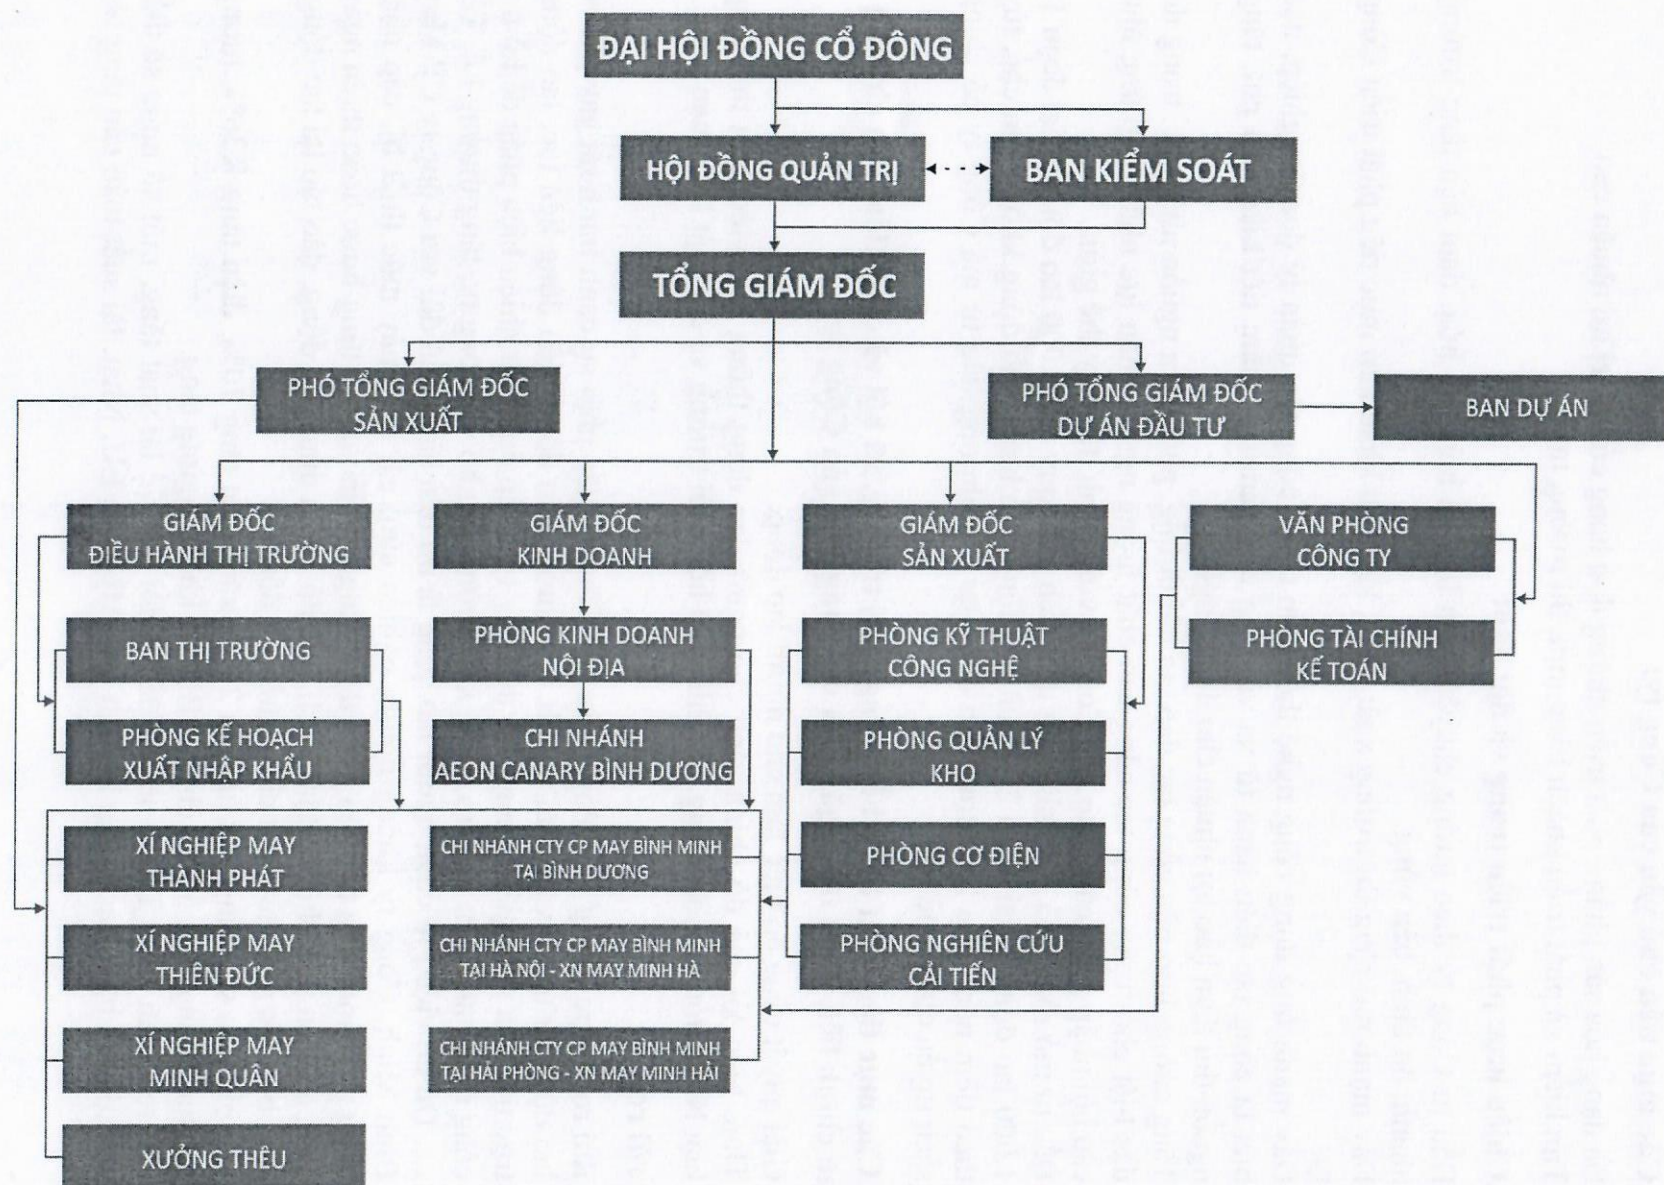 ĐẠI HỘI ĐỒNG CỔ ĐÔNG
HỘI ĐỒNG QUẢN TRỊ
BAN KIỂM SOÁT
TỔNG GIÁM ĐỐC
PHÓ TỔNG GIÁM ĐỐC
SẢN XUẤT
PHÓ TỔNG GIÁM ĐỐC
DỰ ÁN ĐẦU TƯ
BAN DỰ ÁN
GIÁM ĐỐC
ĐIỀU HÀNH THỊ TRƯỜNG
GIÁM ĐỐC
KINH DOANH
GIÁM ĐỐC
SẢN XUẤT
VĂN PHÒNG
CÔNG TY
BAN THỊ TRƯỜNG
PHÒNG KINH DOANH
NỘI ĐỊA
PHÒNG KỸ THUẬT
CÔNG NGHỆ
PHÒNG TÀI CHÍNH
KẾ TOÁN
PHÒNG KẾ HOẠCH
XUẤT NHẬP KHẨU
CHI NHÁNH
AEON CANARY BÌNH DƯƠNG
PHÒNG QUẢN LÝ
KHO
XÍ NGHIỆP MAY
THÀNH PHÁT
CHI NHÁNH CTY CP MAY BÌNH MINH
TẠI BÌNH DƯƠNG
PHÒNG CƠ ĐIỆN
XÍ NGHIỆP MAY
THIÊN ĐỨC
CHI NHÁNH CTY CP MAY BÌNH MINH
TẠI HÀ NỘI - XN MAY MINH HÀ
PHÒNG NGHIÊN CỨU
CẢI TIẾN
XÍ NGHIỆP MAY
MINH QUÂN
CHI NHÁNH CTY CP MAY BÌNH MINH
TẠI HẢI PHÒNG - XN MAY MINH HẢI
XƯỞNG THÊU